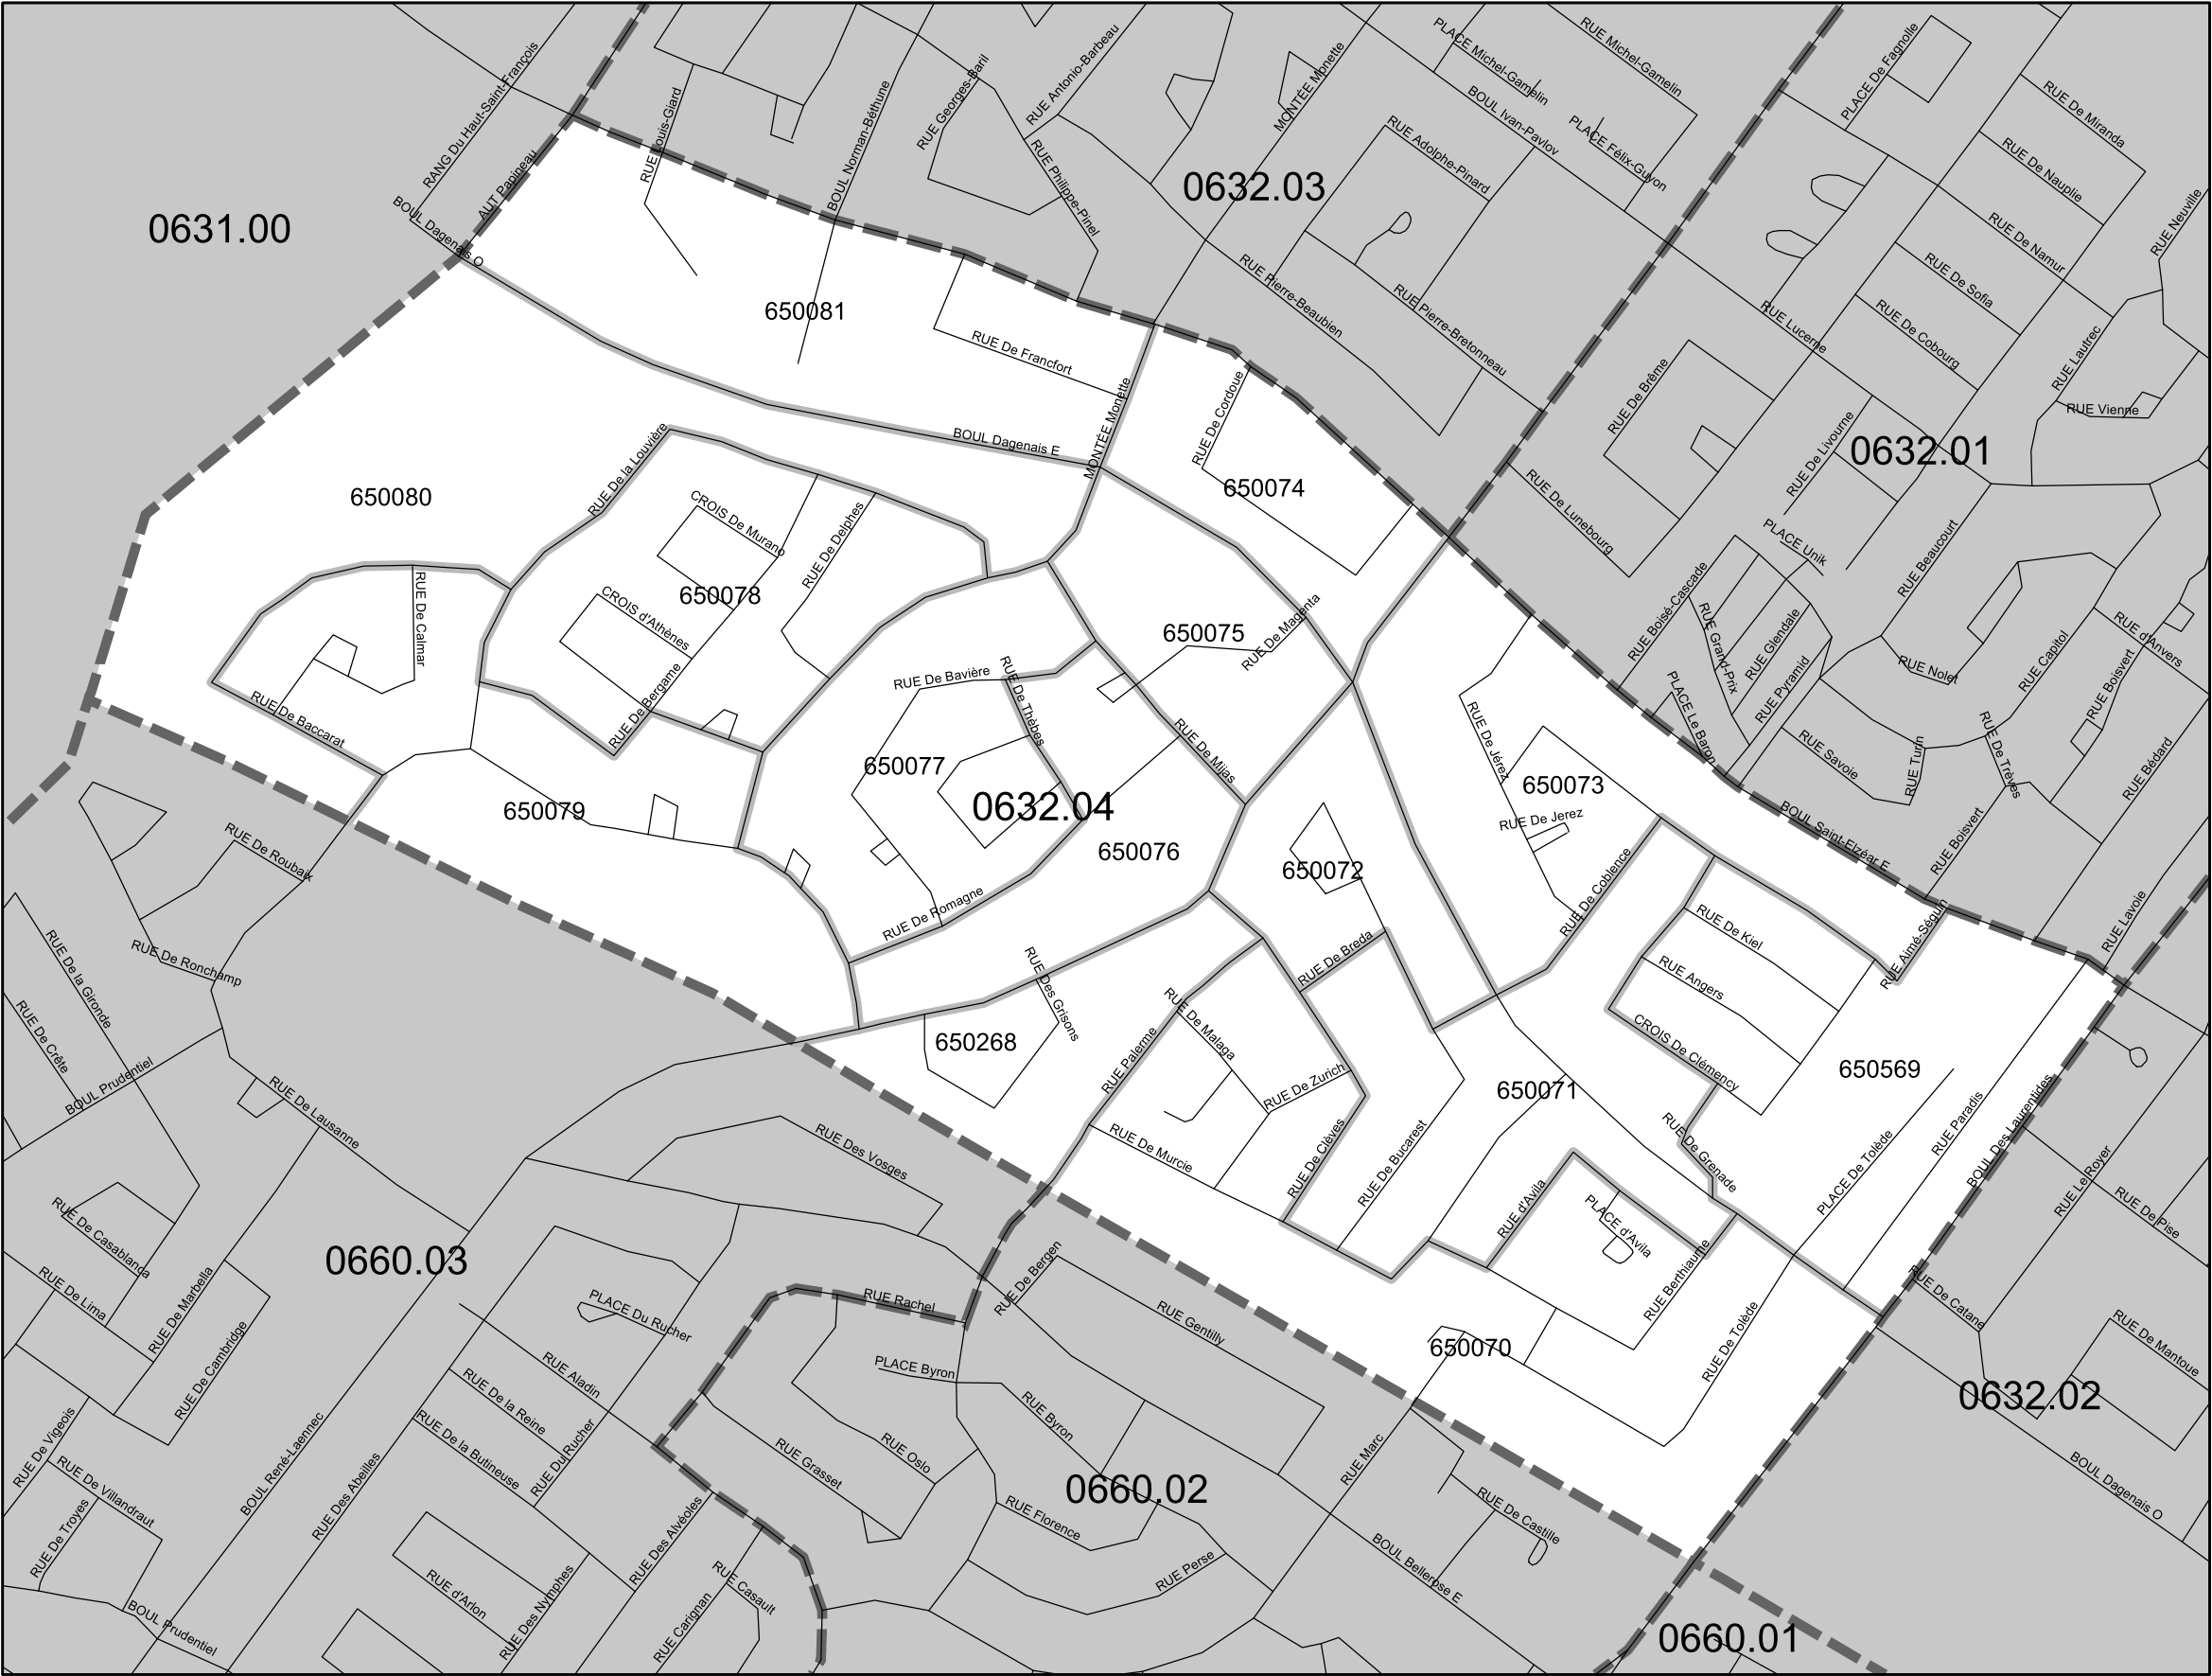 RANG Du Haut-Saint-François
AUT Papineau
BOUL Dagenais O
0631.00
RUE Louis-Giard
BOUL Norman-Béthune
RUE Georges-Baril
RUE Antonio-Barbeau
RUE Philippe-Pinel
MONTÉE Monette
0632.03
PLACE Michel-Gamelin
RUE Michel-Gamelin
BOUL Ivan-Pavlov
PLACE Félix-Guyon
RUE Adolphe-Pinard
RUE Pierre-Beaubien
RUE Pierre-Bretonneau
PLACE De Fagnolle
RUE De Miranda
RUE De Nauplie
RUE De Namur
RUE Neuville
RUE De Sofia
RUE De Cobourg
RUE Lucerne
RUE Lautrec
RUE Vienne
RUE De Brême
RUE De Livourne
0632.01
RUE De Lunebourg
PLACE Unik
RUE Beaucourt
RUE Boisé-Cascade
RUE Grand-Prix
RUE Glendale
RUE Pyramid
PLACE Le Baron
RUE Nolet
RUE Capitol
RUE d'Anvers
RUE Boisvert
RUE Savoie
RUE Turin
RUE De Trèves
RUE Bédard
BOUL Saint-Elzéar E
RUE Boisvert
RUE Lavoie
650081
RUE De Francfort
BOUL Dagenais E
MONTÉE Monette
RUE De Cordoue
650074
650080
RUE De la Louvière
CROIS De Murano
RUE De Delphes
650078
CROIS d'Athènes
RUE De Bergame
RUE De Calmar
RUE De Baccarat
650079
650075
RUE De Magenta
RUE De Bavière
RUE De Thèbes
650077
0632.04
RUE De Mijas
650076
RUE De Romagne
650072
RUE De Jérez
650073
RUE De Jerez
RUE De Coblence
RUE De Breda
RUE Des Grisons
650268
RUE Palerme
RUE De Malaga
RUE De Zurich
RUE De Murcie
RUE De Clèves
RUE De Bucarest
650071
RUE De Kiel
RUE Angers
CROIS De Clémency
RUE Aimé-Séguin
650569
RUE De Grenade
PLACE De Tolède
RUE Paradis
BOUL Des Laurentides
RUE d'Avila
PLACE d'Avila
RUE Berthiaume
RUE De Tolède
650070
RUE Le Royer
RUE De Pise
RUE De Catane
RUE De Mantoue
0632.02
BOUL Dagenais O
RUE De Roubaix
RUE De Ronchamp
RUE De la Gironde
RUE De Crête
BOUL Prudentiel
RUE De Lausanne
RUE Des Vosges
RUE De Casablanca
RUE De Lima
RUE De Marbella
RUE De Cambridge
0660.03
PLACE Du Rucher
RUE Rachel
RUE De Bergen
RUE Gentilly
PLACE Byron
RUE Byron
RUE Aladin
RUE De la Reine
RUE De la Butineuse
RUE Du Rucher
RUE Grasset
RUE Oslo
0660.02
RUE Marc
RUE De Castille
RUE De Vigeois
RUE De Villandraut
RUE De Troyes
BOUL René-Laennec
RUE Des Abeilles
RUE Des Alvéoles
RUE Florence
RUE Perse
BOUL Bellerose E
RUE d'Arlon
RUE Des Nymphes
RUE Casault
RUE Carignan
BOUL Prudentiel
0660.01